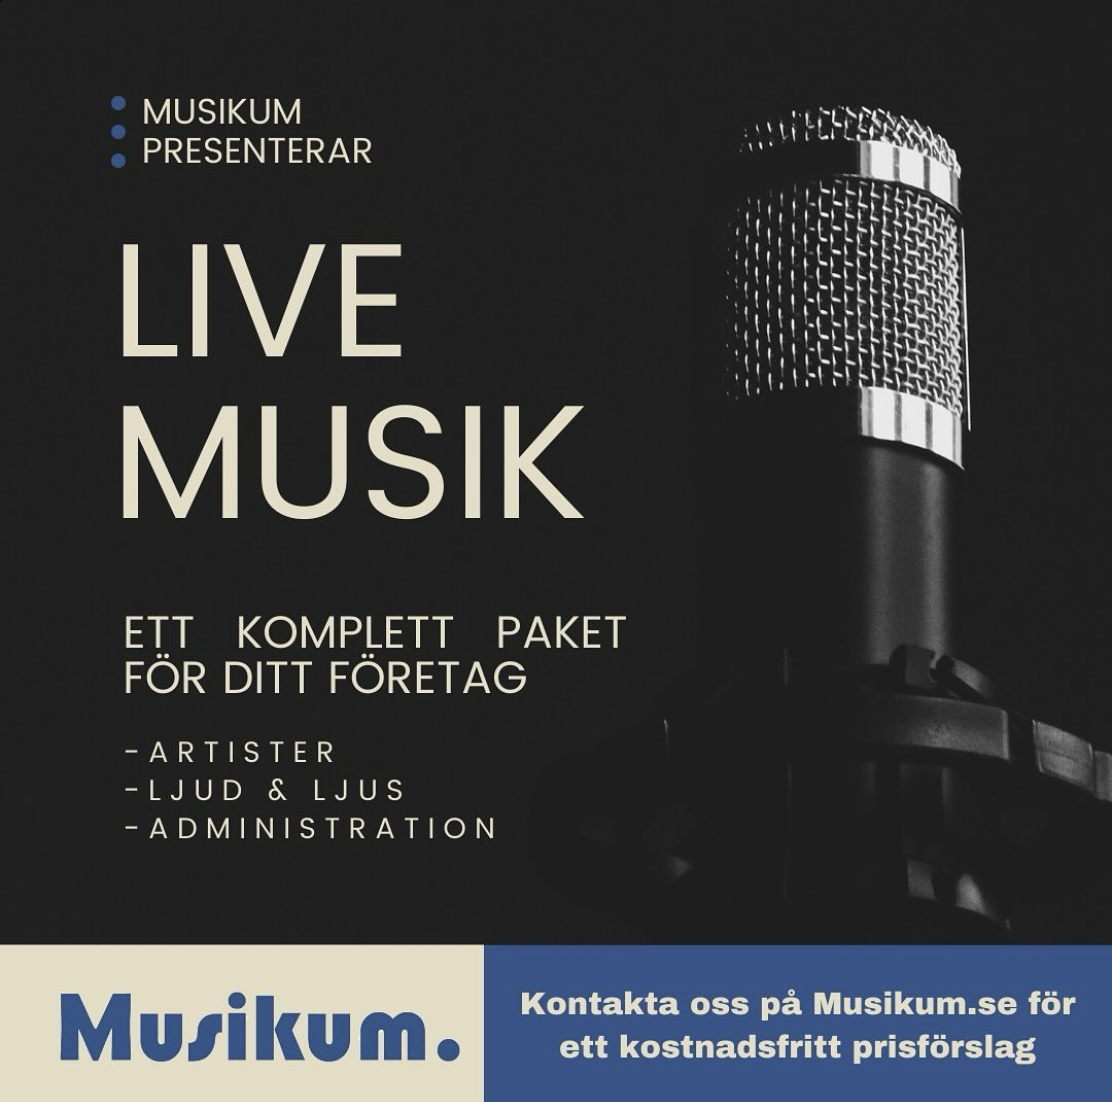 MUSIKUM
PRESENTERAR
LIVE
MUSIK
ETT KOMPLETT PAKET
FÖR DITT FÖRETAG
-ARTISTER
-LJUD & LJUS
-ADMINISTRATION
Musikum.
Kontakta oss på Musikum.se för
ett kostnadsfritt prisförslag